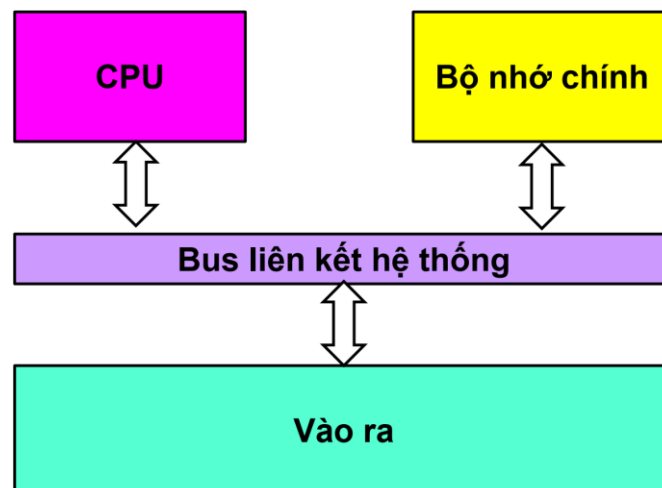 CPU
Bộ nhớ chính
Bus liên kết hệ thống
Vào ra